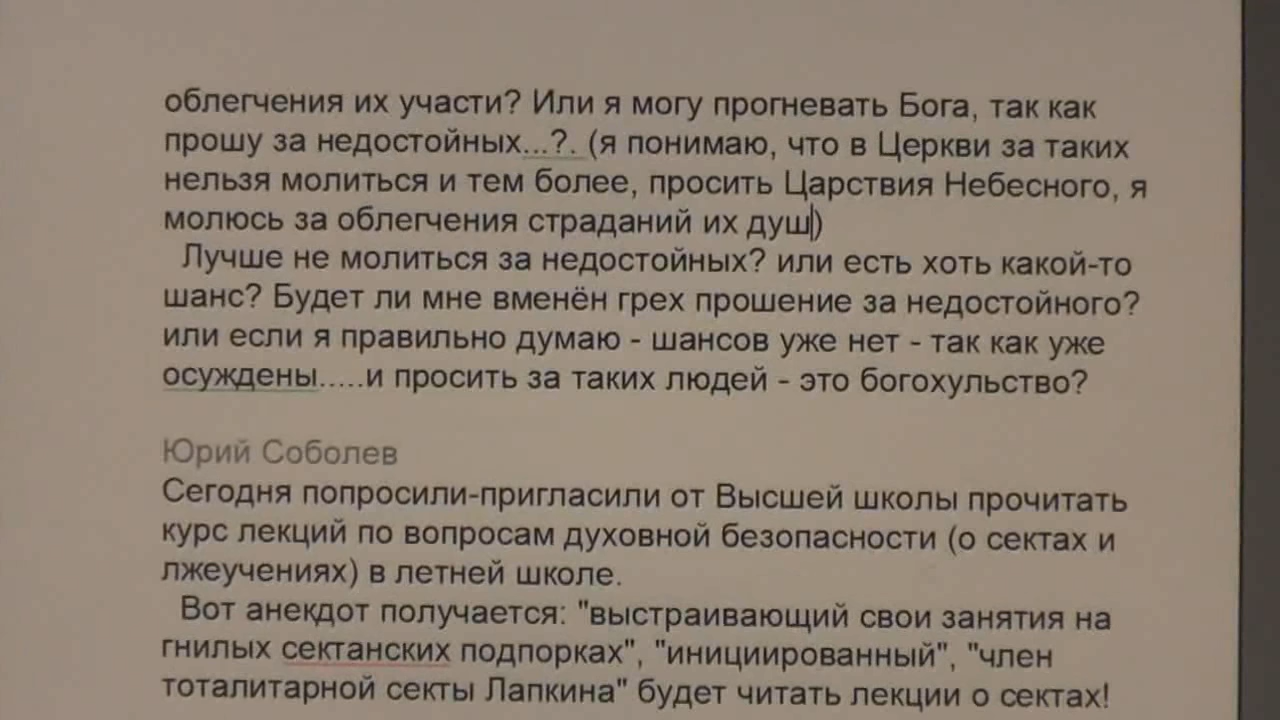 облегчения их участи? Или я могу прогневать Бога, так как
прошу за недостойных...?. (я понимаю, что в Церкви за таких
нельзя молиться и тем более, просить Царствия Небесного, я
молюсь за облегчения страданий их душ)
Лучше не молиться за недостойных? или есть хоть какой-то
шанс? Будет ли мне вменён грех прошение за недостойного?
или если я правильно думаю - шансов уже нет - так как уже
осуждены.....и просить за таких людей - это богохульство?
Юрий Соболев
Сегодня попросили-пригласили от Высшей школы прочитать
курс лекций по вопросам духовной безопасности (о сектах и
лжеучениях) в летней школе.
Вот анекдот получается: "выстраивающий свои занятия на
гнилых сектанских подпорках", "инициированный", "член
тоталитарной секты Лапкина" будет читать лекции о сектах!